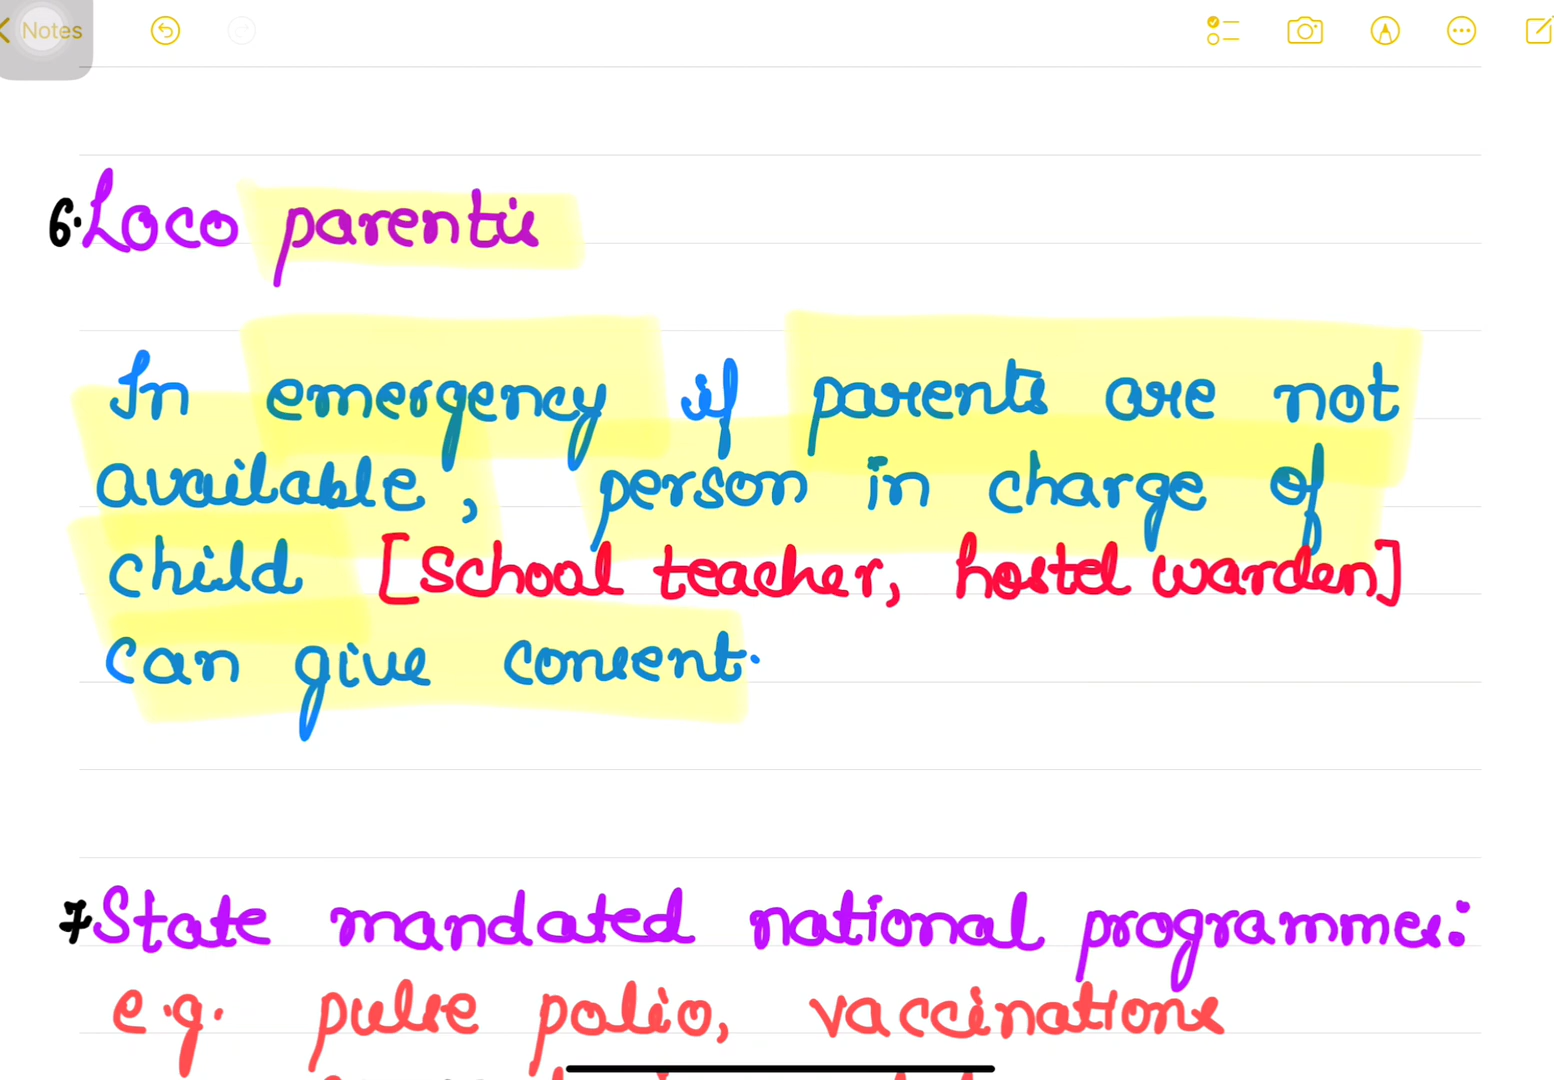 Notes
6. Loco parentis
In emergency if parents are not
available, person in charge of
child [School teacher, hostel warden]
can give consent.
7 State mandated national programmes:
e.g. pulse polio, vaccinations